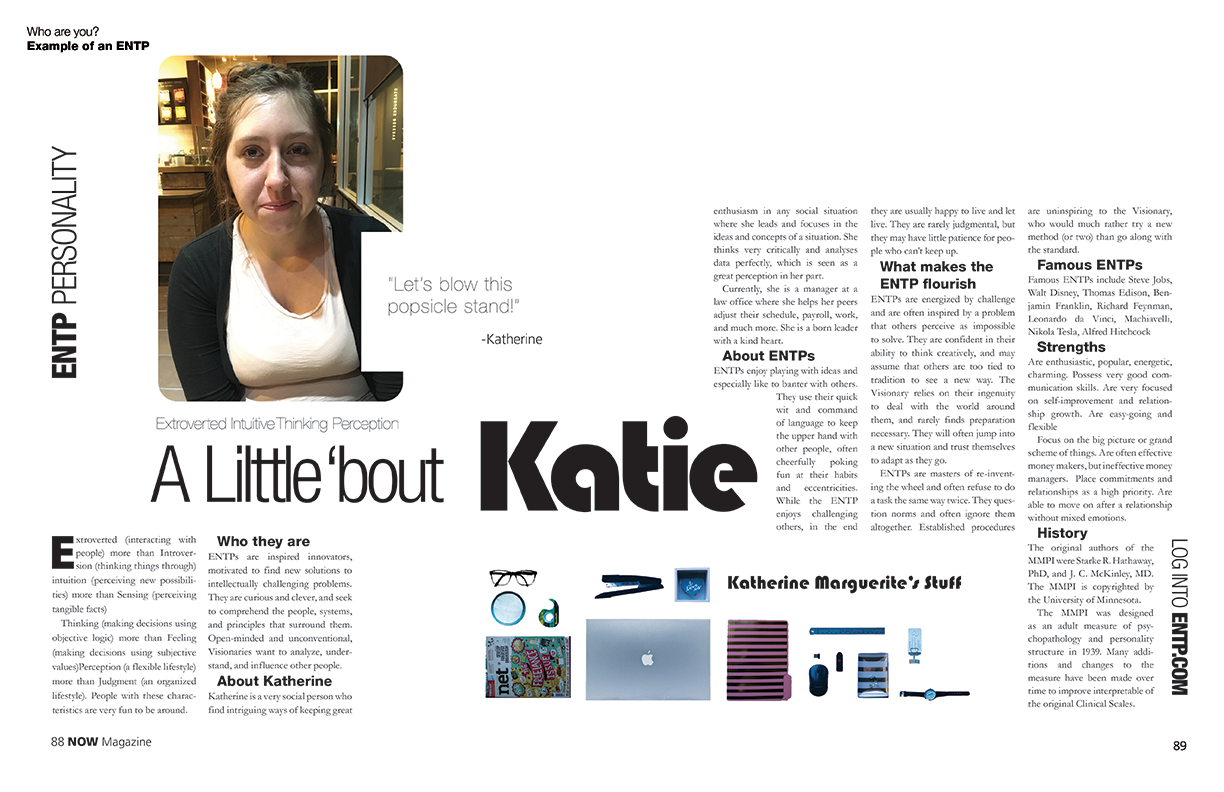 Who are you?
Example of an ENTP
ENTP PERSONALITY
"Let's blow this
popsicle stand!"
-Katherine
Extroverted Intuitive Thinking Perception
A Lilttle ‘bout Katie
Extroverted (interacting with
people) more than Introver-
sion (thinking things through)
intuition (perceiving new possibili-
ties) more than Sensing (perceiving
tangible facts)
Thinking (making decisions using
objective logic) more than Feeling
(making decisions using subjective
values)Perception (a flexible lifestyle)
more than Judgment (an organized
lifestyle). People with these charac-
teristics are very fun to be around.
Who they are
ENTPs are inspired innovators,
motivated to find new solutions to
intellectually challenging problems.
They are curious and clever, and seek
to comprehend the people, systems,
and principles that surround them.
Open-minded and unconventional,
Visionaries want to analyze, under-
stand, and influence other people.
About Katherine
Katherine is a very social person who
find intriguing ways of keeping great
enthusiasm in any social situation
where she leads and focuses in the
ideas and concepts of a situation. She
thinks very critically and analyses
data perfectly, which is seen as a
great perception in her part.
Currently, she is a manager at a
law office where she helps her peers
adjust their schedule, payroll, work,
and much more. She is a born leader
with a kind heart.
About ENTPs
ENTPs enjoy playing with ideas and
especially like to banter with others.
They use their quick
wit and command
of language to keep
the upper hand with
other people, often
cheerfully poking
fun at their habits
and eccentricities.
While the ENTP
enjoys challenging
others, in the end
they are usually happy to live and let
live. They are rarely judgmental, but
they may have little patience for peo-
ple who can't keep up.
What makes the
ENTP flourish
ENTPs are energized by challenge
and are often inspired by a problem
that others perceive as impossible
to solve. They are confident in their
ability to think creatively, and may
assume that others are too tied to
tradition to see a new way. The
Visionary relies on their ingenuity
to deal with the world around
them, and rarely finds preparation
necessary. They will often jump into
a new situation and trust themselves
to adapt as they go.
ENTPs are masters of re-invent-
ing the wheel and often refuse to do
a task the same way twice. They ques-
tion norms and often ignore them
altogether. Established procedures
are uninspiring to the Visionary,
who would much rather try a new
method (or two) than go along with
the standard.
Famous ENTPs
Famous ENTPs include Steve Jobs,
Walt Disney, Thomas Edison, Ben-
jamin Franklin, Richard Feynman,
Leonardo da Vinci, Machiavelli,
Nikola Tesla, Alfred Hitchcock
Strengths
Are enthusiastic, popular, energetic,
charming. Possess very good com-
munication skills. Are very focused
on self-improvement and relation-
ship growth. Are easy-going and
flexible
Focus on the big picture or grand
scheme of things. Are often effective
money makers, but ineffective money
managers. Place commitments and
relationships as a high priority. Are
able to move on after a relationship
without mixed emotions.
History
The original authors of the
MMPI were Starke R. Hathaway,
PhD, and J. C. McKinley, MD.
The MMPI is copyrighted by
the University of Minnesota.
The MMPI was designed
as an adult measure of psy-
chopathology and personality
structure in 1939. Many addi-
tions and changes to the
measure have been made over
time to improve interpretable of
the original Clinical Scales.
Katherine Marguerite's Stuff
net
FREELANCE
ISSUE
LOG INTO ENTP.COM
88 NOW Magazine
89